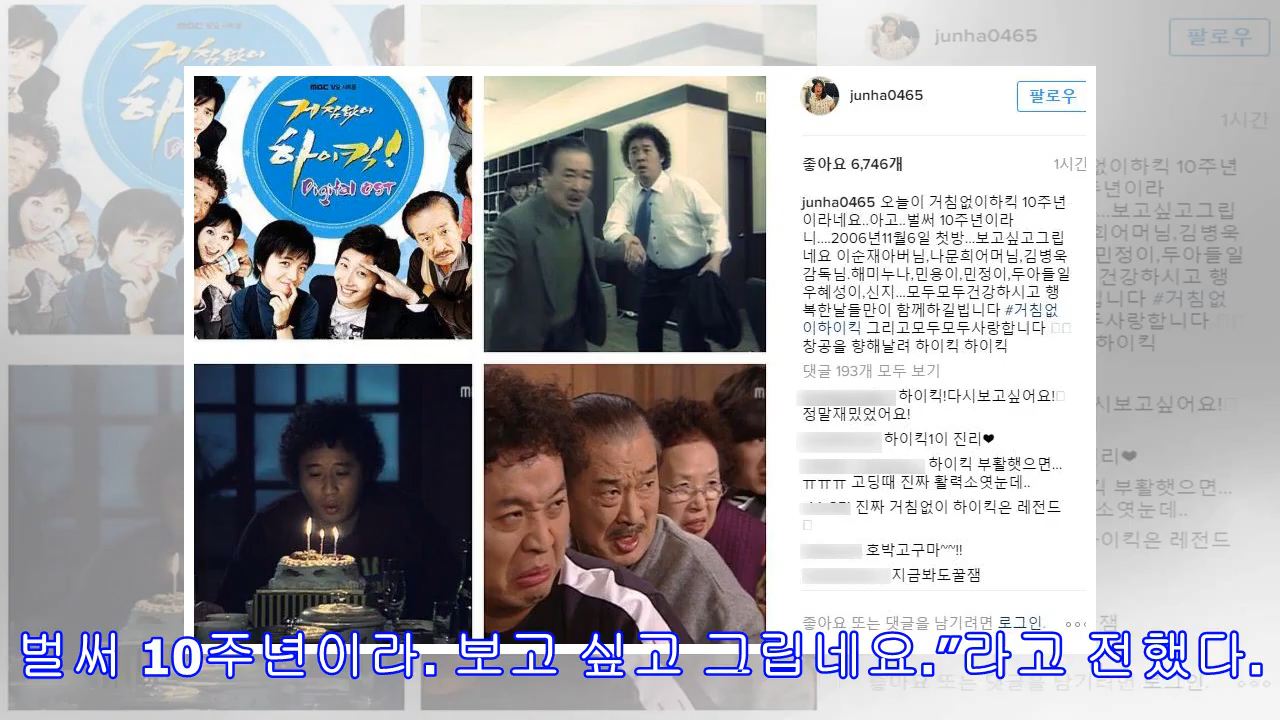 MBC 일일 시트콤
거침없이
하이킥!
Digital OST
junha0465
팔로우
좋아요 6,746개
1시간
junha0465 오늘이 거침없이하킥 10주년
이라네요..아고..벌써 10주년이라
니....2006년11월6일 첫방...보고싶고그립
네요 이순재아버님,나문희어머님,김병욱
감독님.해미누나,민용이,민정이,두아들일
우혜성이,신지...모두모두건강하시고 행
복한날들만이 함께하길빕니다 #거침없
이하이킥 그리고모두모두사랑합니다
창공을 향해날려 하이킥 하이킥
댓글 193개 모두 보기
하이킥!다시보고싶어요!
정말재밌었어요!
하이킥1이 진리❤
하이킥 부활햇으면...
ㅠㅠㅠ 고딩때 진짜 활력소엿눈데..
진짜 거침없이 하이킥은 레전드
호박고구마~~!!
지금봐도꿀잼
좋아요 또는 댓글을 남기려면 로그인.
벌써 10주년이라. 보고 싶고 그립네요.”라고 전했다.